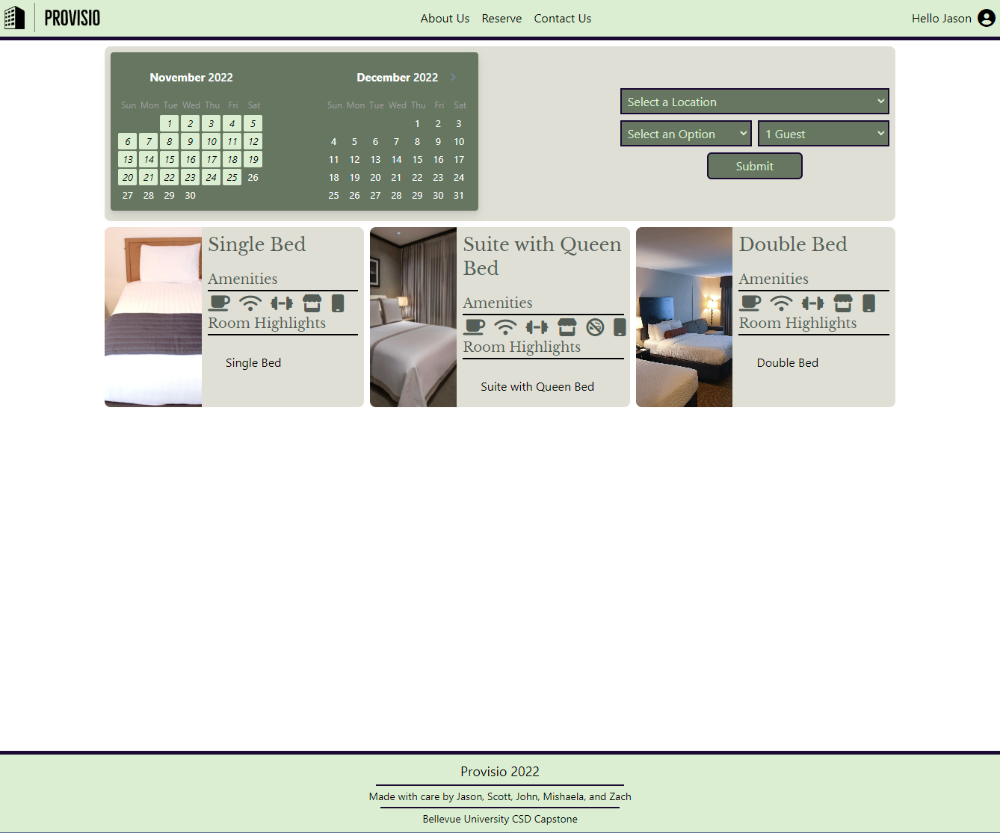 PROVISIO
About Us Reserve Contact Us
Hello Jason
November 2022
Sun Mon Tue Wed Thu Fri Sat
1 2 3 4 5
6 7 8 9 10 11 12
13 14 15 16 17 18 19
20 21 22 23 24 25 26
27 28 29 30
December 2022
Sun Mon Tue Wed Thu Fri Sat
1 2 3
4 5 6 7 8 9 10
11 12 13 14 15 16 17
18 19 20 21 22 23 24
25 26 27 28 29 30 31
Select a Location
Select an Option 1 Guest
Submit
Single Bed
Amenities
Room Highlights
Single Bed
Suite with Queen
Bed
Amenities
Room Highlights
Suite with Queen Bed
Double Bed
Amenities
Room Highlights
Double Bed
Provisio 2022
Made with care by Jason, Scott, John, Mishaela, and Zach
Bellevue University CSD Capstone